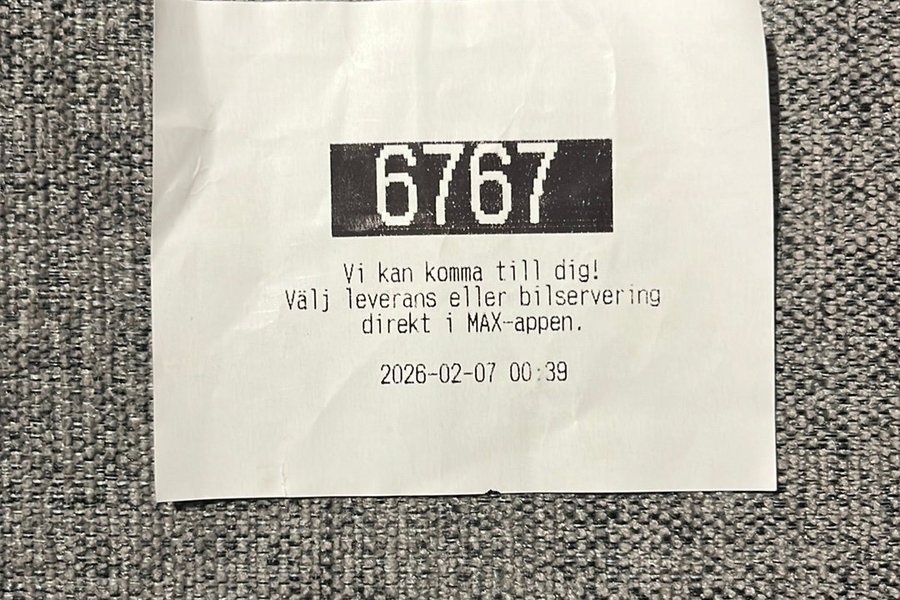 6767
Vi kan komma till dig!
Välj leverans eller bilservering
direkt i MAX-appen.
2026-02-07 00:39